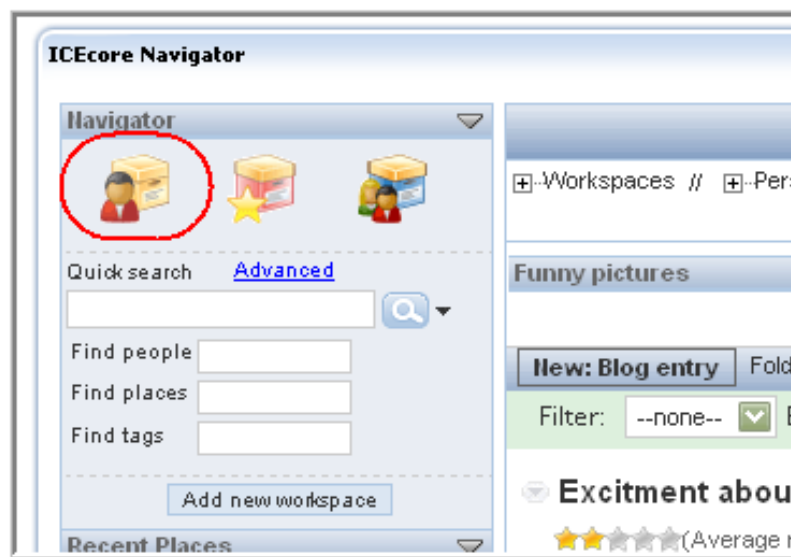 ICEcore Navigator
Navigator
Workspaces //
Quick search Advanced
Find people
Find places
Find tags
Add new workspace
Recent Places
Funny pictures
New: Blog entry
Filter: --none--
Excitment
(Average